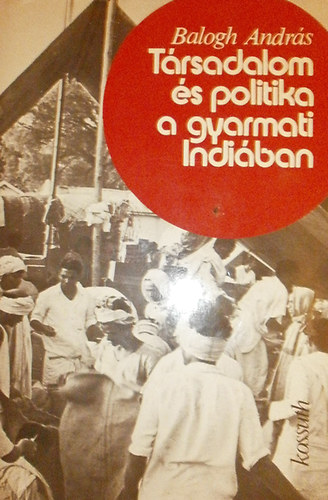 Balogh András
Társadalom
és politika
a gyarmati
Indiában
kossuth